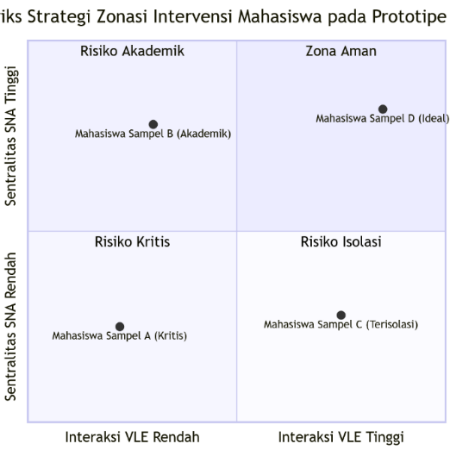 iks Strategi Zonasi Intervensi Mahasiswa pada Prototipe
Risiko Akademik
Zona Aman
Sentralitas SNA Tinggi
Mahasiswa Sampel B (Akademik)
Mahasiswa Sampel D (Ideal)
Risiko Kritis
Risiko Isolasi
Sentralitas SNA Rendah
Mahasiswa Sampel A (Kritis)
Mahasiswa Sampel C (Terisolasi)
Interaksi VLE Rendah
Interaksi VLE Tinggi